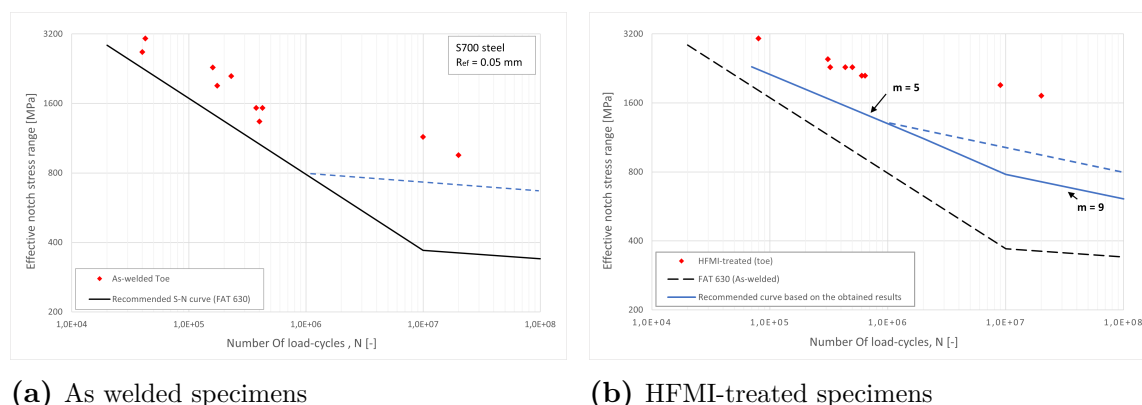 3200
1600
800
400
200
Effective notch stress range [MPa]
S700 steel
Ref = 0.05 mm
As-welded Toe
Recommended S-N curve (FAT 630)
1,0E+04 1,0E+05 1,0E+06 1,0E+07 1,0E+08
Number Of load-cycles , N [-]
(a) As welded specimens
3200
1600
800
400
200
Effective notch stress range [MPa]
m = 5
m = 9
HFMI-treated (toe)
FAT 630 (As-welded)
Recommended curve based on the obtained results
1,0E+04 1,0E+05 1,0E+06 1,0E+07 1,0E+08
Number Of load-cycles, N [-]
(b) HFMI-treated specimens